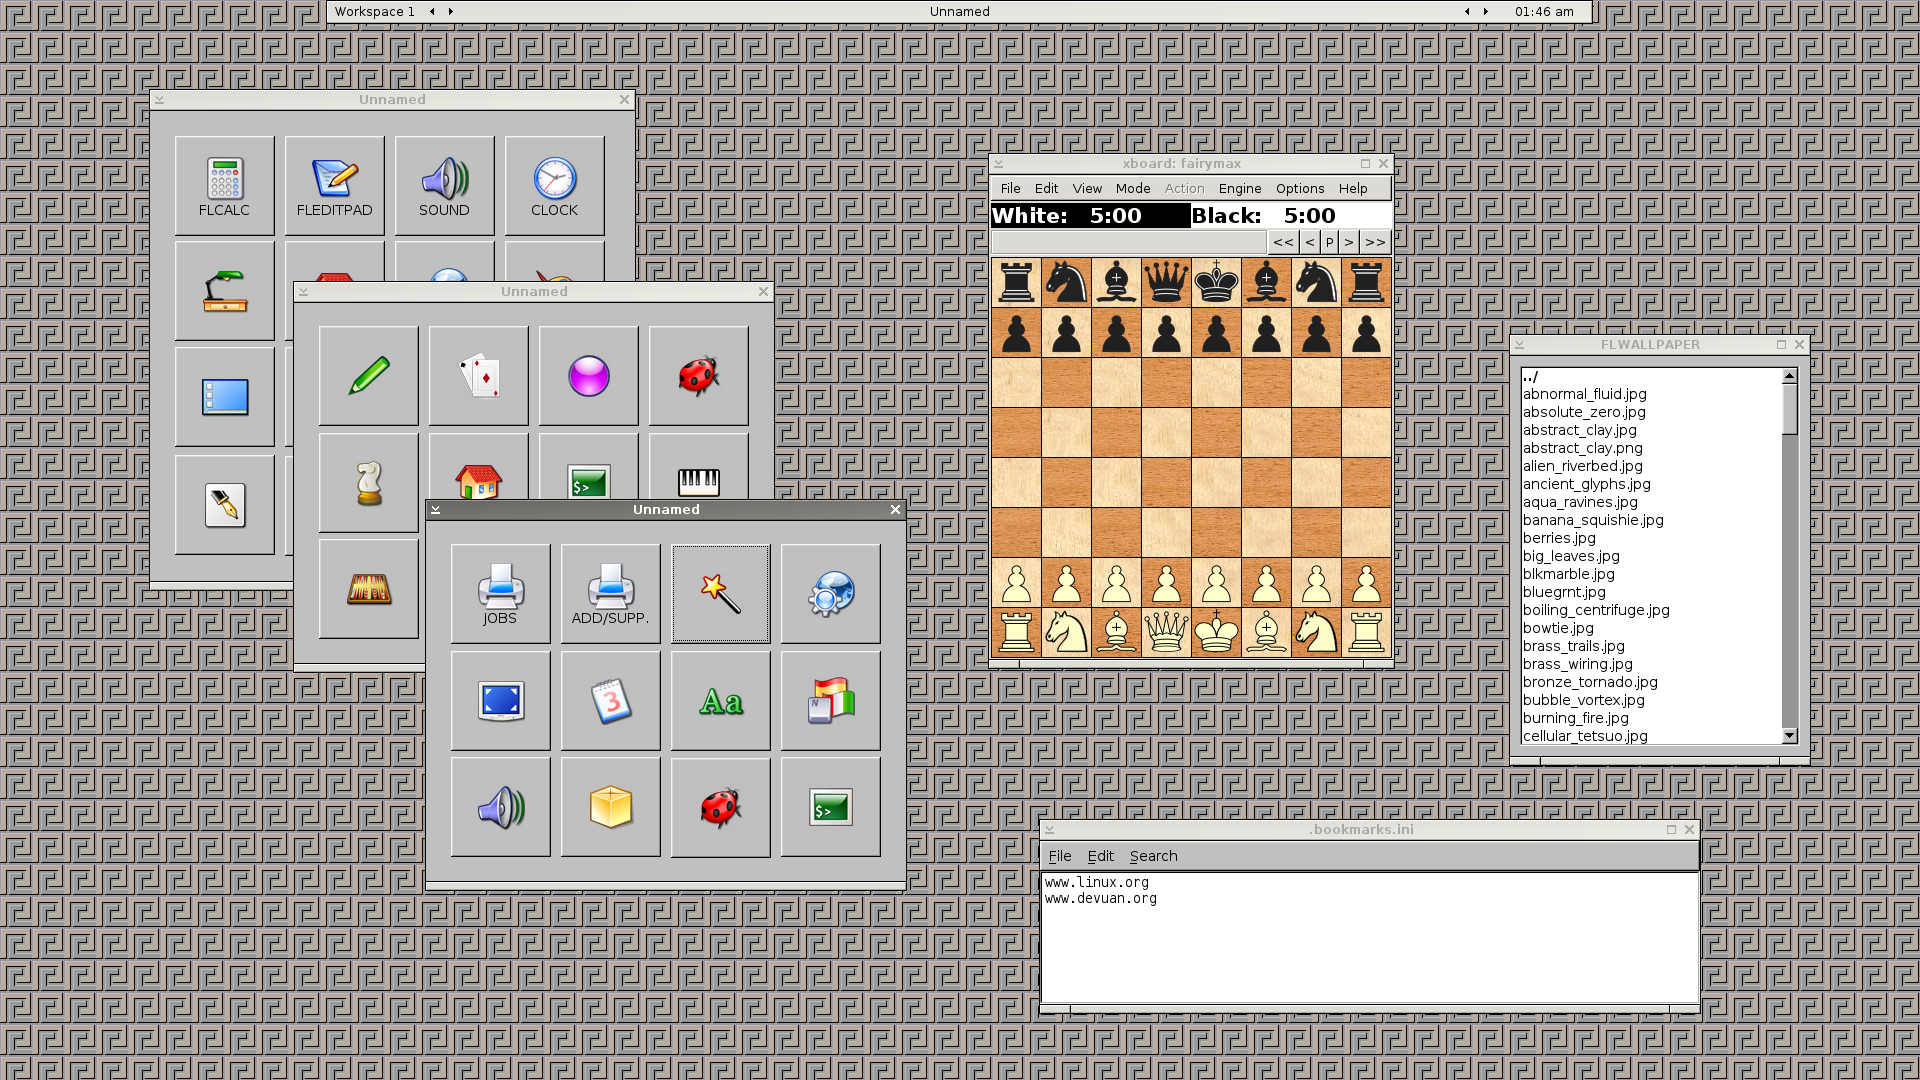 Workspace 1
Unnamed
01:46 am
Unnamed
FLCALC
FLEDITPAD
SOUND
CLOCK
Unnamed
$>
Unnamed
JOBS
ADD/SUPP.
3
Aa
N
$>
xboard: fairymax
File Edit View Mode Action Engine Options Help
White: 5:00 Black: 5:00
<< < P > >>
FLWALLPAPER
../
abnormal_fluid.jpg
absolute_zero.jpg
abstract_clay.jpg
abstract_clay.png
alien_riverbed.jpg
ancient_glyphs.jpg
aqua_ravines.jpg
banana_squishie.jpg
berries.jpg
big_leaves.jpg
blkmarble.jpg
bluegrnt.jpg
boiling_centrifuge.jpg
bowtie.jpg
brass_trails.jpg
brass_wiring.jpg
bronze_tornado.jpg
bubble_vortex.jpg
burning_fire.jpg
cellular_tetsuo.jpg
.bookmarks.ini
File Edit Search
www.linux.org
www.devuan.org